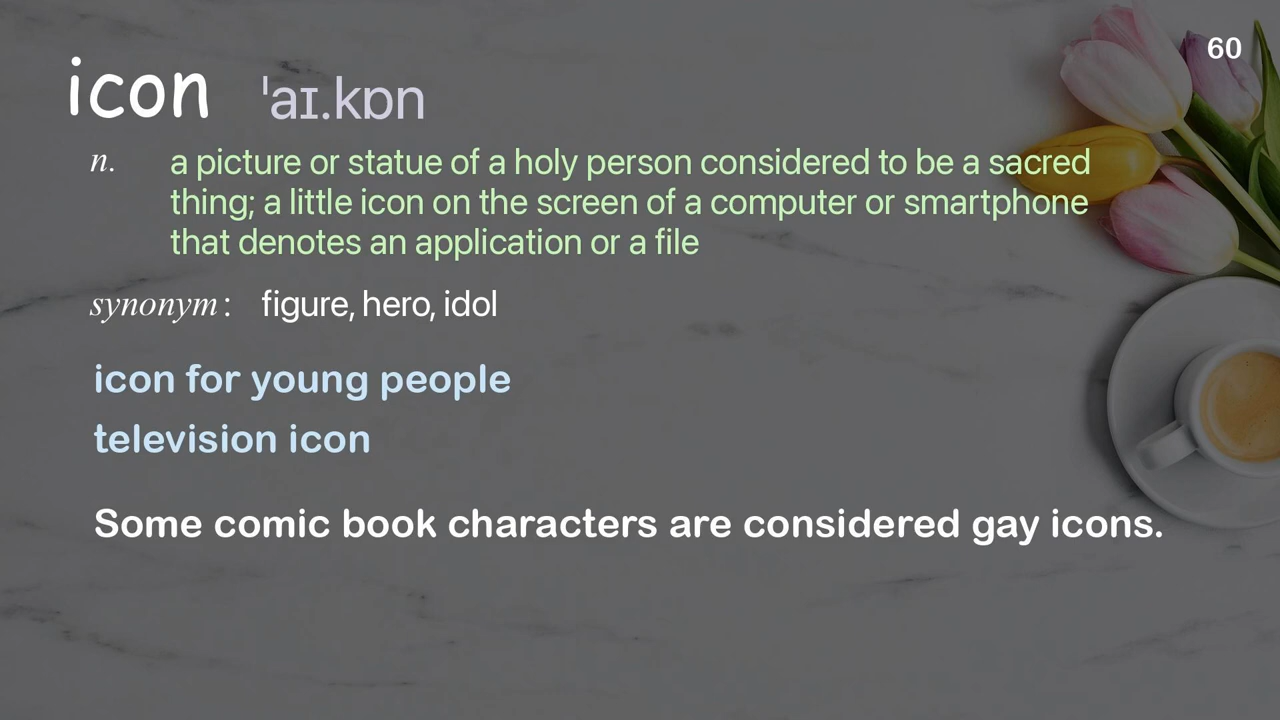 60
icon ˈaɪ.kɒn
n. a picture or statue of a holy person considered to be a sacred
thing; a little icon on the screen of a computer or smartphone
that denotes an application or a file
synonym: figure, hero, idol
icon for young people
television icon
Some comic book characters are considered gay icons.